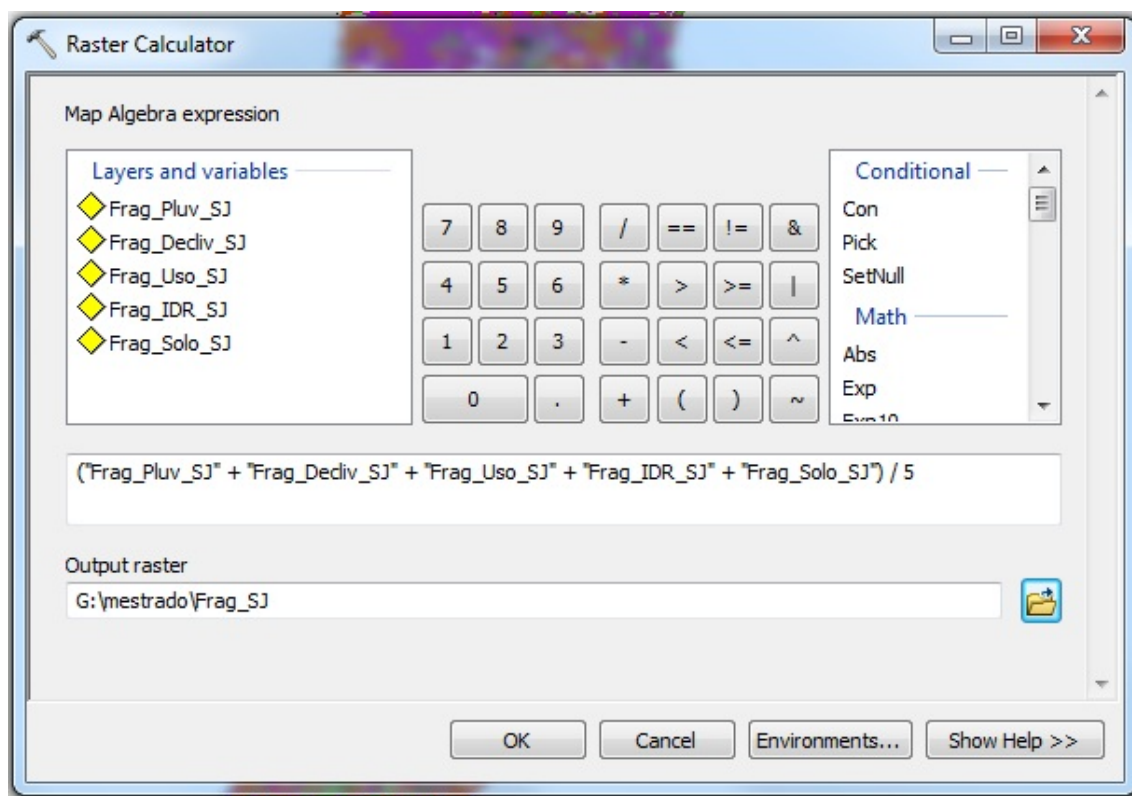 Raster Calculator
Map Algebra expression
Layers and variables
Frag_Pluv_SJ
Frag_Decliv_SJ
Frag_Uso_SJ
Frag_IDR_SJ
Frag_Solo_SJ
7 8 9 / == != &
4 5 6 * > >= |
1 2 3 - < <= ^
0 . + ( ) ~
Conditional
Con
Pick
SetNull
Math
Abs
Exp
Exp10
("Frag_Pluv_SJ" + "Frag_Decliv_SJ" + "Frag_Uso_SJ" + "Frag_IDR_SJ" + "Frag_Solo_SJ") / 5
Output raster
G:\mestrado\Frag_SJ
OK Cancel Environments... Show Help >>